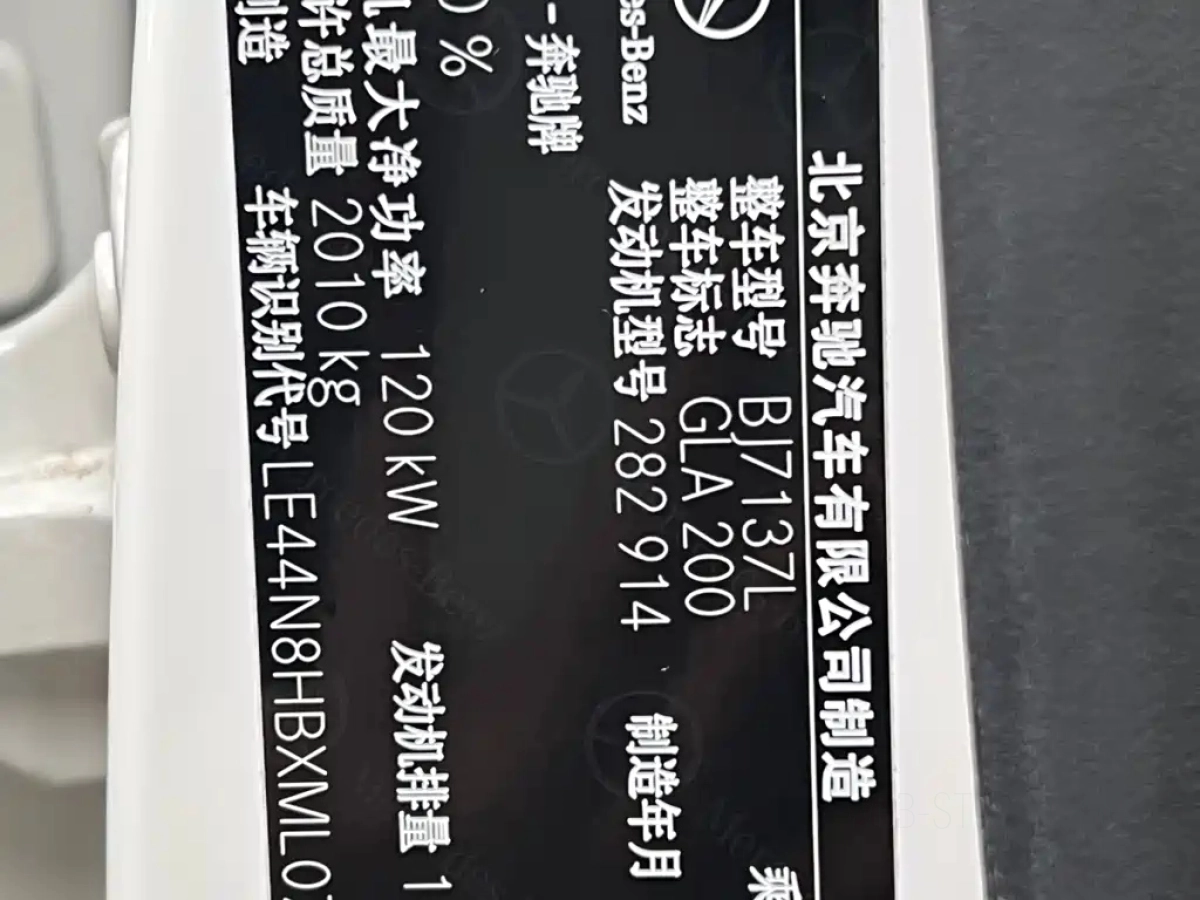 北京奔驰汽车有限公司制造
整车型号 BJ7137L
乘
整车标志 GLA 200
发动机型号 282 914 制造年月
es-Benz
- 奔驰牌
%
机最大净功率 120 kW 发动机排量 1
许总质量 2010 kg
制造 车辆识别代号 LE44N8HBXML0